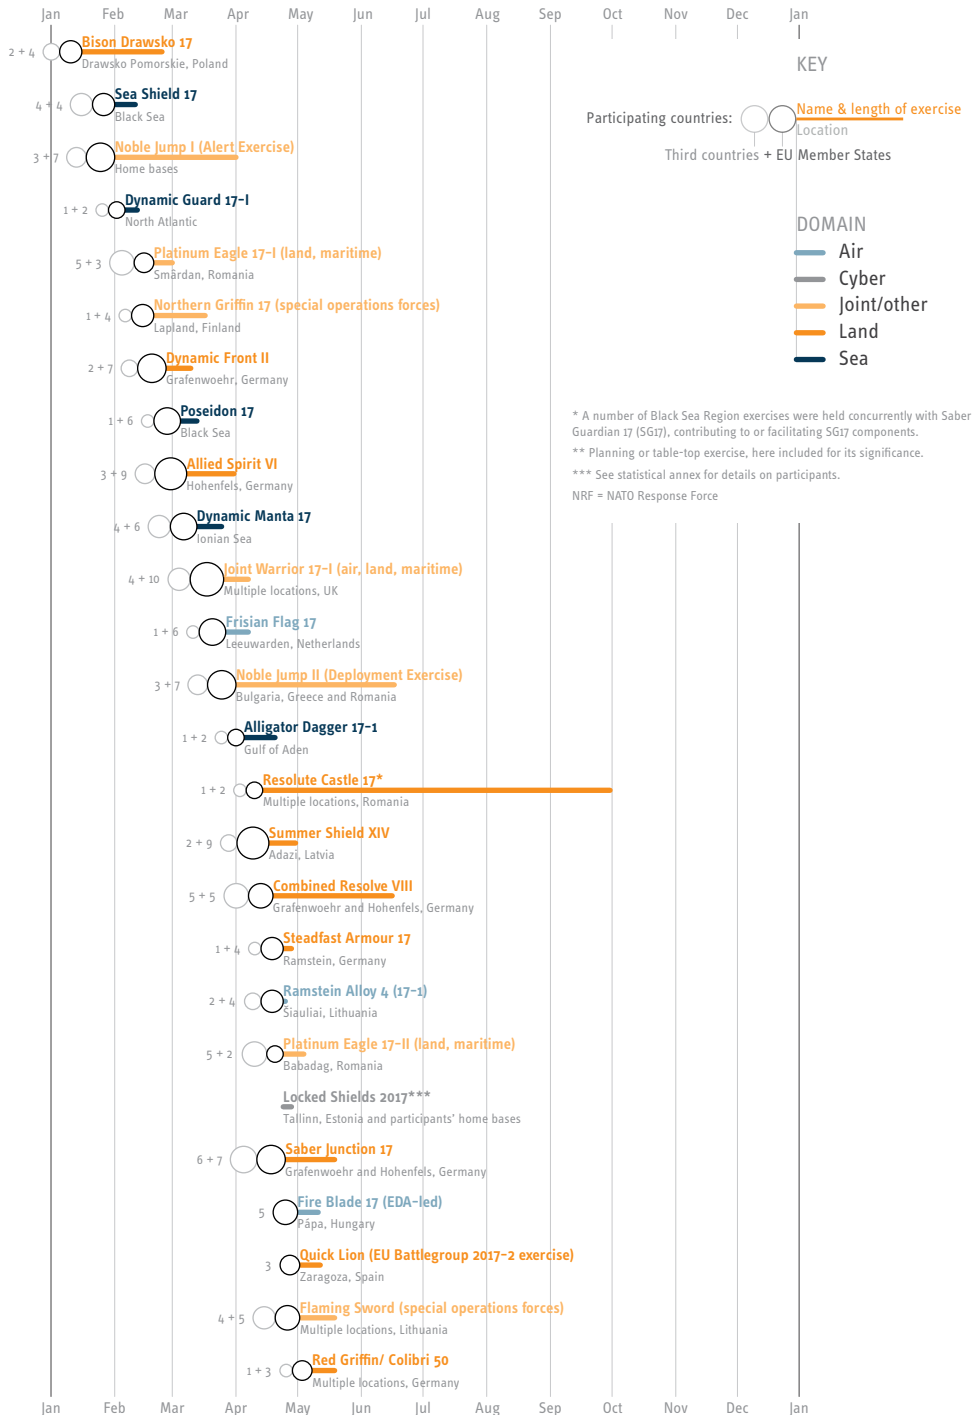 Jan Feb Mar Apr May Jun Jul Aug Sep Oct Nov Dec Jan
2 + 4
Bison Drawsko 17
Drawsko Pomorskie, Poland
4 + 4
Sea Shield 17
Black Sea
3 + 7
Noble Jump I (Alert Exercise)
Home bases
1 + 2
Dynamic Guard 17-I
North Atlantic
5 + 3
Platinum Eagle 17-I (land, maritime)
Smârdan, Romania
1 + 4
Northern Griffin 17 (special operations forces)
Lapland, Finland
2 + 7
Dynamic Front II
Grafenwoehr, Germany
1 + 6
Poseidon 17
Black Sea
3 + 9
Allied Spirit VI
Hohenfels, Germany
4 + 6
Dynamic Manta 17
Ionian Sea
4 + 10
Joint Warrior 17-I (air, land, maritime)
Multiple locations, UK
1 + 6
Frisian Flag 17
Leeuwarden, Netherlands
3 + 7
Noble Jump II (Deployment Exercise)
Bulgaria, Greece and Romania
1 + 2
Alligator Dagger 17-1
Gulf of Aden
1 + 2
Resolute Castle 17*
Multiple locations, Romania
2 + 9
Summer Shield XIV
Adazi, Latvia
5 + 5
Combined Resolve VIII
Grafenwoehr and Hohenfels, Germany
1 + 4
Steadfast Armour 17
Ramstein, Germany
2 + 4
Ramstein Alloy 4 (17-1)
Šiauliai, Lithuania
5 + 2
Platinum Eagle 17-II (land, maritime)
Babadag, Romania
Locked Shields 2017***
Tallinn, Estonia and participants' home bases
6 + 7
Saber Junction 17
Grafenwoehr and Hohenfels, Germany
5
Fire Blade 17 (EDA-led)
Pápa, Hungary
3
Quick Lion (EU Battlegroup 2017-2 exercise)
Zaragoza, Spain
4 + 5
Flaming Sword (special operations forces)
Multiple locations, Lithuania
1 + 3
Red Griffin/ Colibri 50
Multiple locations, Germany
Jan Feb Mar Apr May Jun Jul Aug Sep Oct Nov Dec Jan
KEY
Participating countries:
Name & length of exercise
Location
Third countries + EU Member States
DOMAIN
Air
Cyber
Joint/other
Land
Sea
* A number of Black Sea Region exercises were held concurrently with Saber
Guardian 17 (SG17), contributing to or facilitating SG17 components.
** Planning or table-top exercise, here included for its significance.
*** See statistical annex for details on participants.
NRF = NATO Response Force